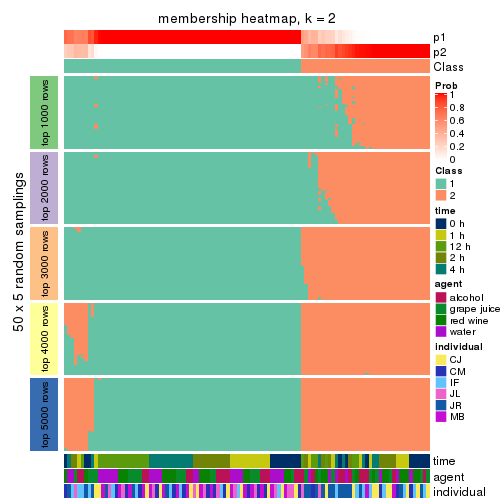 membership heatmap, k = 2
p1
p2
Class
50 x 5 random samplings
top 1000 rows
top 2000 rows
top 3000 rows
top 4000 rows
top 5000 rows
time
agent
individual
Prob
1
0.8
0.6
0.4
0.2
0
Class
1
2
time
0 h
1 h
12 h
2 h
4 h
agent
alcohol
grape juice
red wine
water
individual
CJ
CM
IF
JL
JR
MB